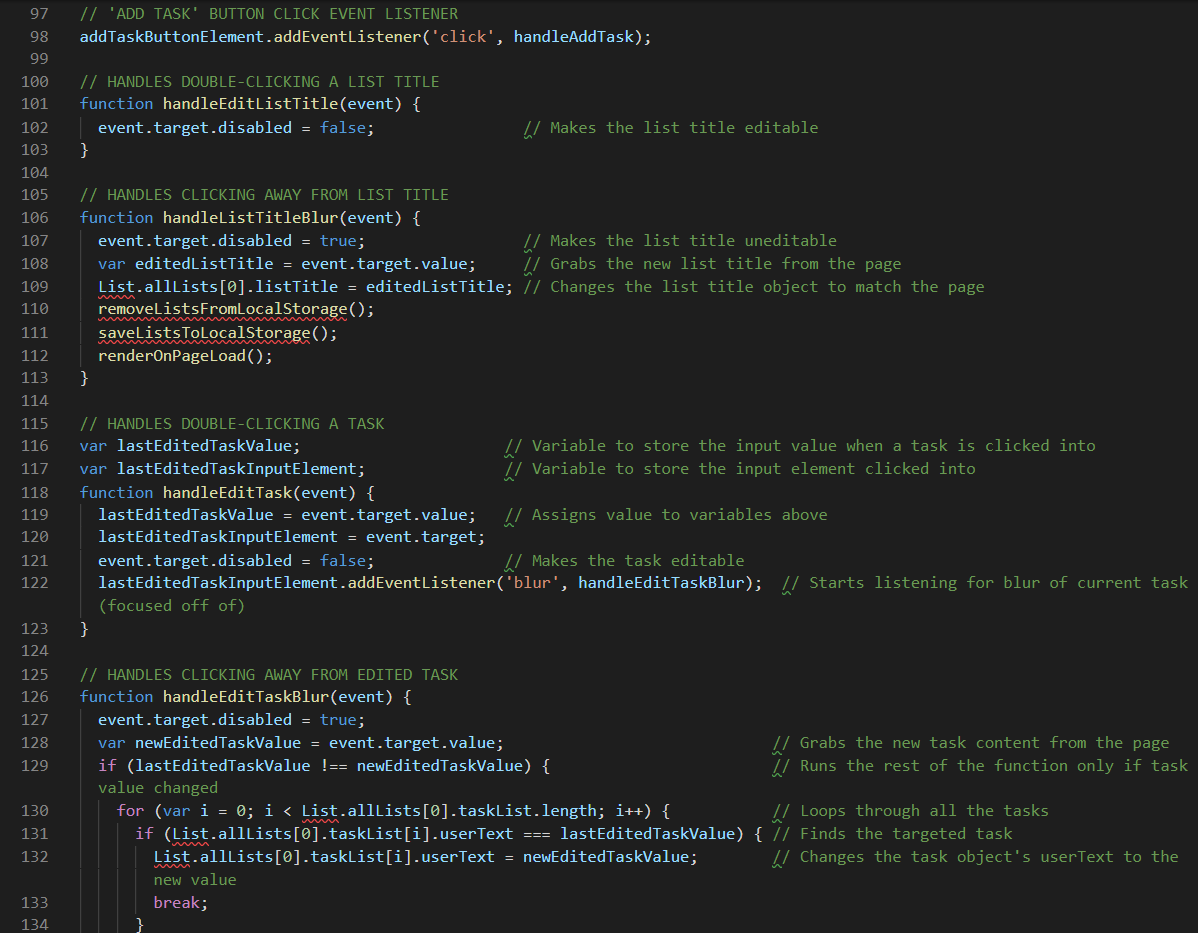 97 // 'ADD TASK' BUTTON CLICK EVENT LISTENER
98 addTaskButtonElement.addEventListener('click', handleAddTask);
99
100 // HANDLES DOUBLE-CLICKING A LIST TITLE
101 function handleEditListTitle(event) {
102   event.target.disabled = false;                // Makes the list title editable
103 }
104
105 // HANDLES CLICKING AWAY FROM LIST TITLE
106 function handleListTitleBlur(event) {
107   event.target.disabled = true;                 // Makes the list title uneditable
108   var editedListTitle = event.target.value;     // Grabs the new list title from the page
109   List.allLists[0].listTitle = editedListTitle; // Changes the list title object to match the page
110   removeListsFromLocalStorage();
111   saveListsToLocalStorage();
112   renderOnPageLoad();
113 }
114
115 // HANDLES DOUBLE-CLICKING A TASK
116 var lastEditedTaskValue;                      // Variable to store the input value when a task is clicked into
117 var lastEditedTaskInputElement;               // Variable to store the input element clicked into
118 function handleEditTask(event) {
119   lastEditedTaskValue = event.target.value;   // Assigns value to variables above
120   lastEditedTaskInputElement = event.target;
121   event.target.disabled = false;              // Makes the task editable
122   lastEditedTaskInputElement.addEventListener('blur', handleEditTaskBlur);  // Starts listening for blur of current task
(focused off of)
123 }
124
125 // HANDLES CLICKING AWAY FROM EDITED TASK
126 function handleEditTaskBlur(event) {
127   event.target.disabled = true;
128   var newEditedTaskValue = event.target.value;                             // Grabs the new task content from the page
129   if (lastEditedTaskValue !== newEditedTaskValue) {                        // Runs the rest of the function only if task
value changed
130     for (var i = 0; i < List.allLists[0].taskList.length; i++) {           // Loops through all the tasks
131       if (List.allLists[0].taskList[i].userText === lastEditedTaskValue) { // Finds the targeted task
132         List.allLists[0].taskList[i].userText = newEditedTaskValue;        // Changes the task object's userText to the
new value
133         break;
134       }